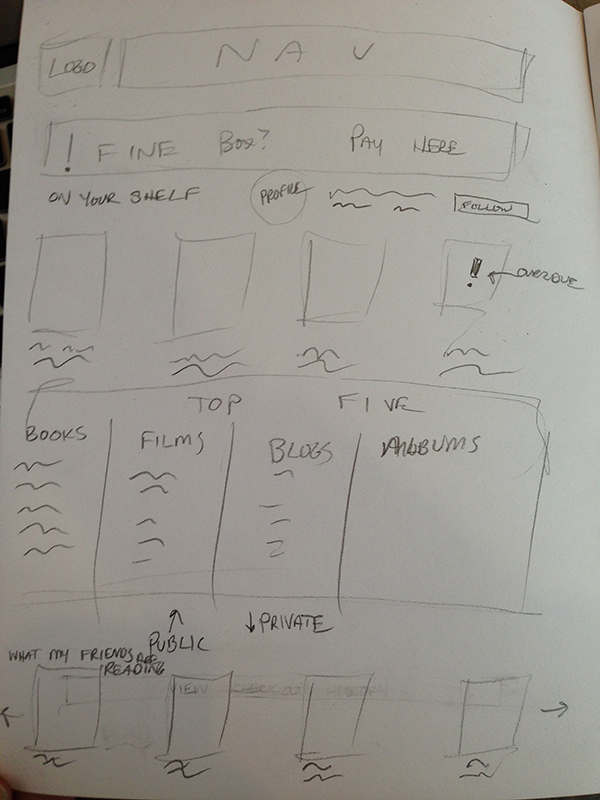 LOGO NAV
! FINE BOX? PAY HERE
ON YOUR SHELF PROFILE FOLLOW
! OVERDUE
TOP FIVE
BOOKS FILMS BLOGS ALBUMS
↑ ↓ PRIVATE
PUBLIC
WHAT MY FRIENDS ARE
READING
VIEW CHECKOUT HISTORY